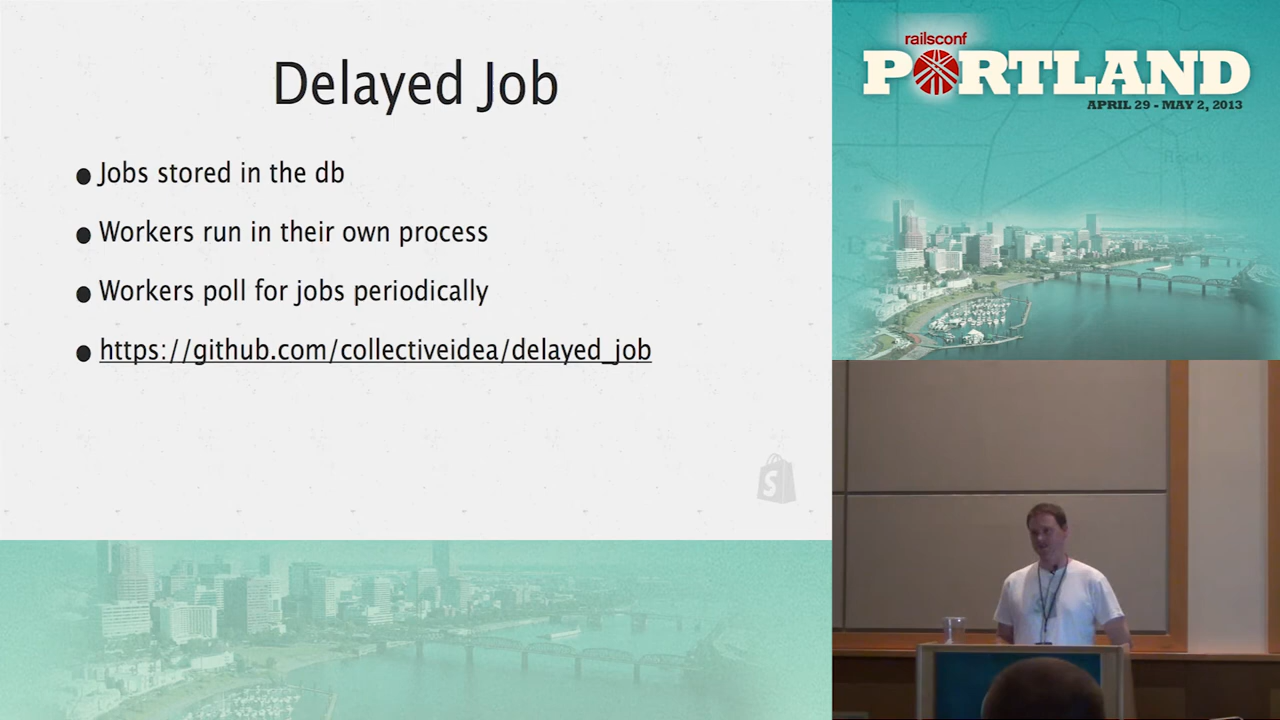 Delayed Job
Jobs stored in the db
Workers run in their own process
Workers poll for jobs periodically
https://github.com/collectiveidea/delayed_job
S
railsconf
PORTLAND
APRIL 29 - MAY 2, 2013